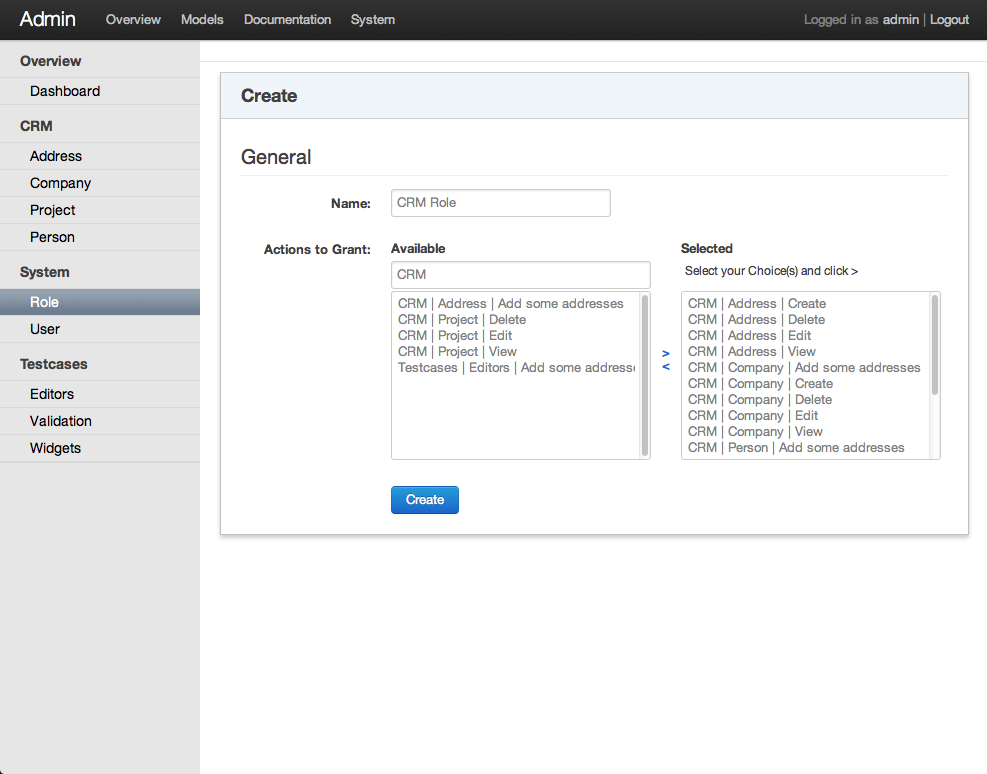 Admin Overview Models Documentation System Logged in as admin | Logout
Overview
Dashboard
CRM
Address
Company
Project
Person
System
Role
User
Testcases
Editors
Validation
Widgets
Create
General
Name: CRM Role
Actions to Grant: Available
CRM
CRM | Address | Add some addresses
CRM | Project | Delete
CRM | Project | Edit
CRM | Project | View
Testcases | Editors | Add some addresse
>
<
Selected
Select your Choice(s) and click >
CRM | Address | Create
CRM | Address | Delete
CRM | Address | Edit
CRM | Address | View
CRM | Company | Add some addresses
CRM | Company | Create
CRM | Company | Delete
CRM | Company | Edit
CRM | Company | View
CRM | Person | Add some addresses
Create